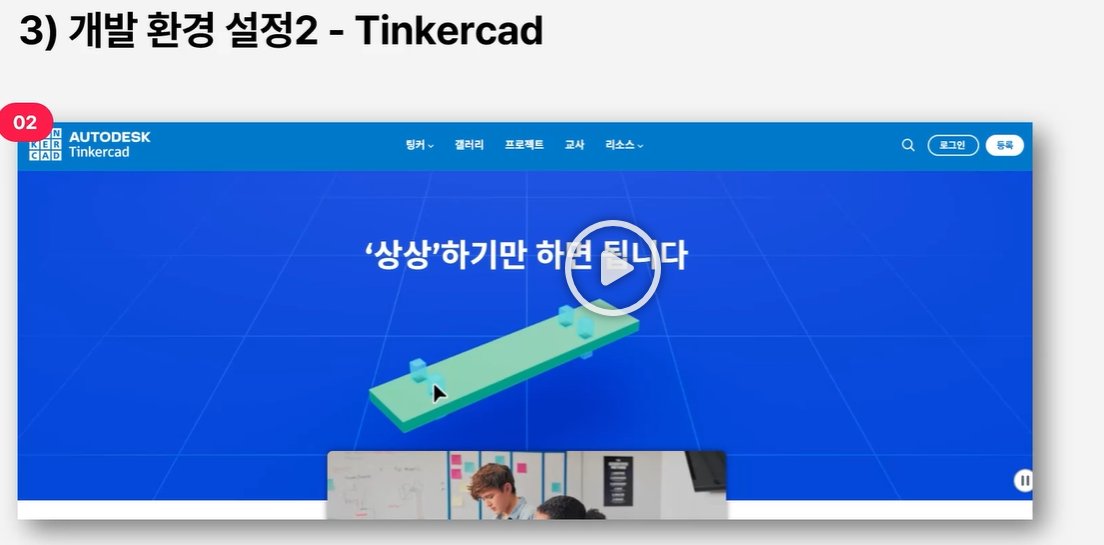 3) 개발 환경 설정2 - Tinkercad
02
AUTODESK
Tinkercad
팅커 갤러리 프로젝트 교사 리소스
로그인 등록
‘상상’하기만 하면 됩니다